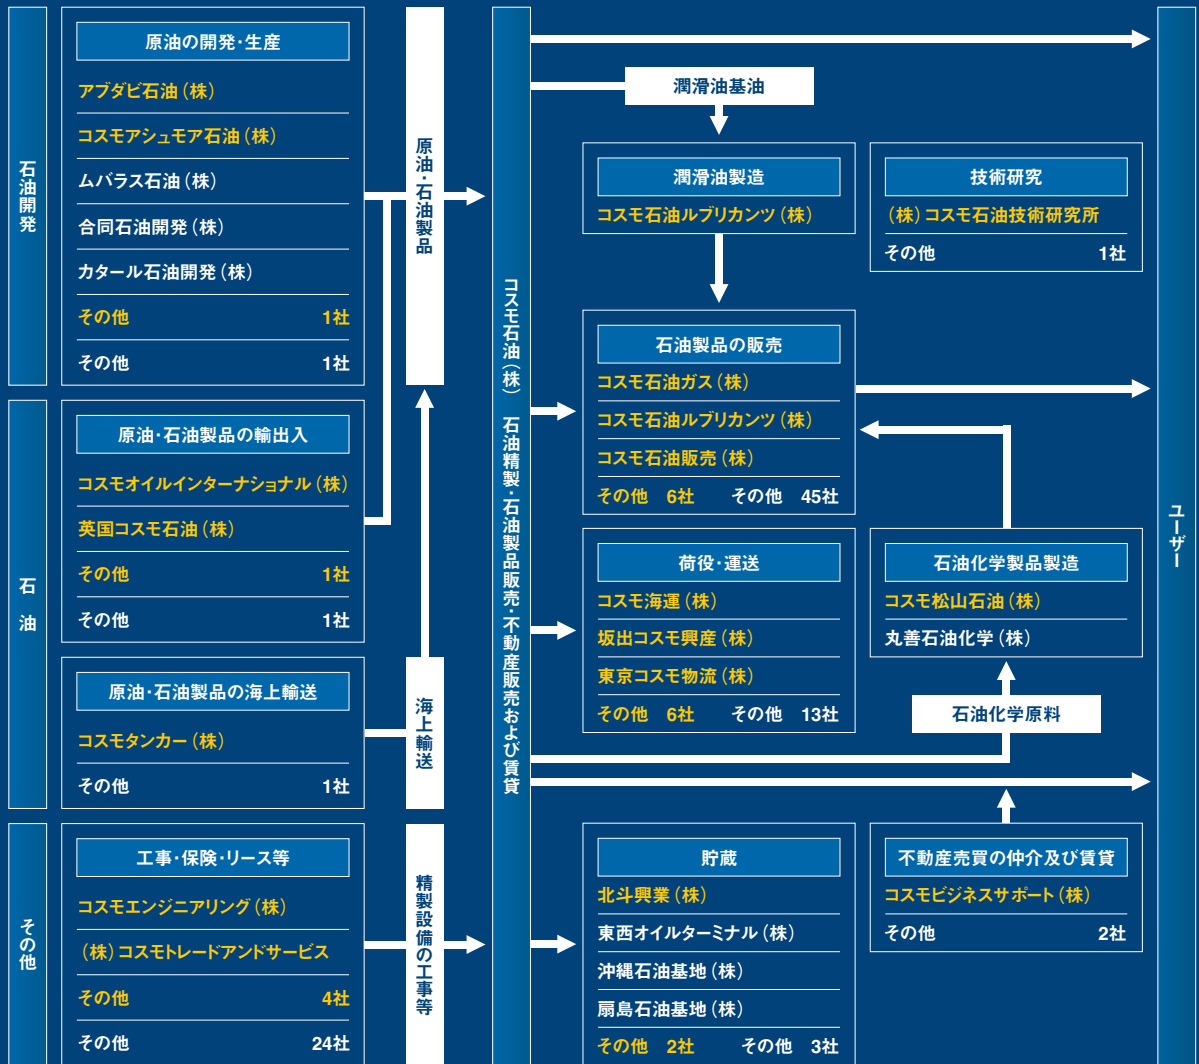 石油開発
原油の開発・生産
アブダビ石油(株)
コスモアシュモア石油(株)
ムバラス石油(株)
合同石油開発(株)
カタール石油開発(株)
その他 1社
その他 1社
石 油
原油・石油製品の輸出入
コスモオイルインターナショナル(株)
英国コスモ石油(株)
その他 1社
その他 1社
原油・石油製品の海上輸送
コスモタンカー(株)
その他 1社
その他
工事・保険・リース等
コスモエンジニアリング(株)
(株)コスモトレードアンドサービス
その他 4社
その他 24社
原油・石油製品
海上輸送
精製設備の工事等
コスモ石油(株) 石油精製・石油製品販売・不動産販売および賃貸
潤滑油基油
潤滑油製造
コスモ石油ルブリカンツ(株)
技術研究
(株)コスモ石油技術研究所
その他 1社
石油製品の販売
コスモ石油ガス(株)
コスモ石油ルブリカンツ(株)
コスモ石油販売(株)
その他 6社 その他 45社
荷役・運送
コスモ海運(株)
坂出コスモ興産(株)
東京コスモ物流(株)
その他 6社 その他 13社
石油化学製品製造
コスモ松山石油(株)
丸善石油化学(株)
石油化学原料
貯蔵
北斗興業(株)
東西オイルターミナル(株)
沖縄石油基地(株)
扇島石油基地(株)
その他 2社 その他 3社
不動産売買の仲介及び賃貸
コスモビジネスサポート(株)
その他 2社
ユーザー